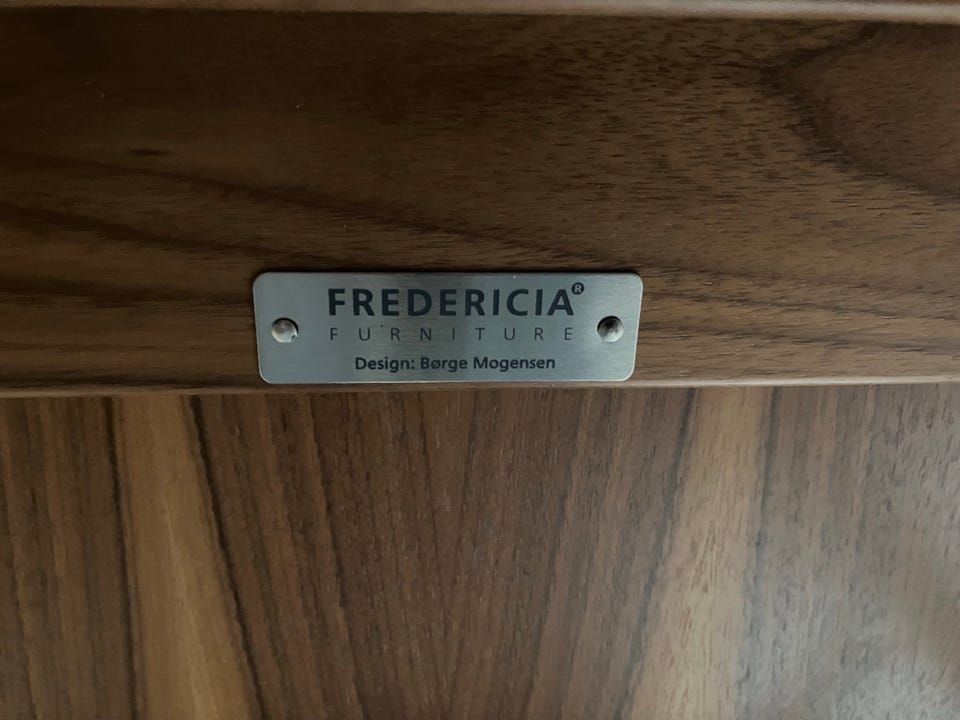 FREDERICIA®
FURNITURE
Design: Børge Mogensen